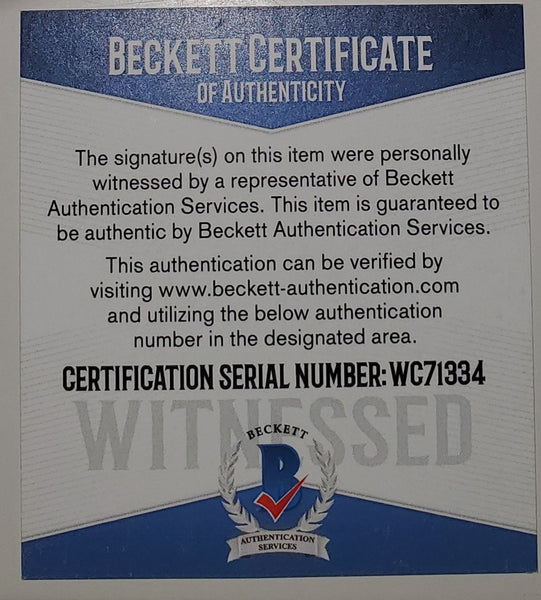 BECKETT CERTIFICATE
OF AUTHENTICITY
The signature(s) on this item were personally
witnessed by a representative of Beckett
Authentication Services. This item is guaranteed to
be authentic by Beckett Authentication Services.
This authentication can be verified by
visiting www.beckett-authentication.com
and utilizing the below authentication
number in the designated area.
CERTIFICATION SERIAL NUMBER: WC71334
WITNESSED
BECKETT
B
AUTHENTICATION
SERVICES